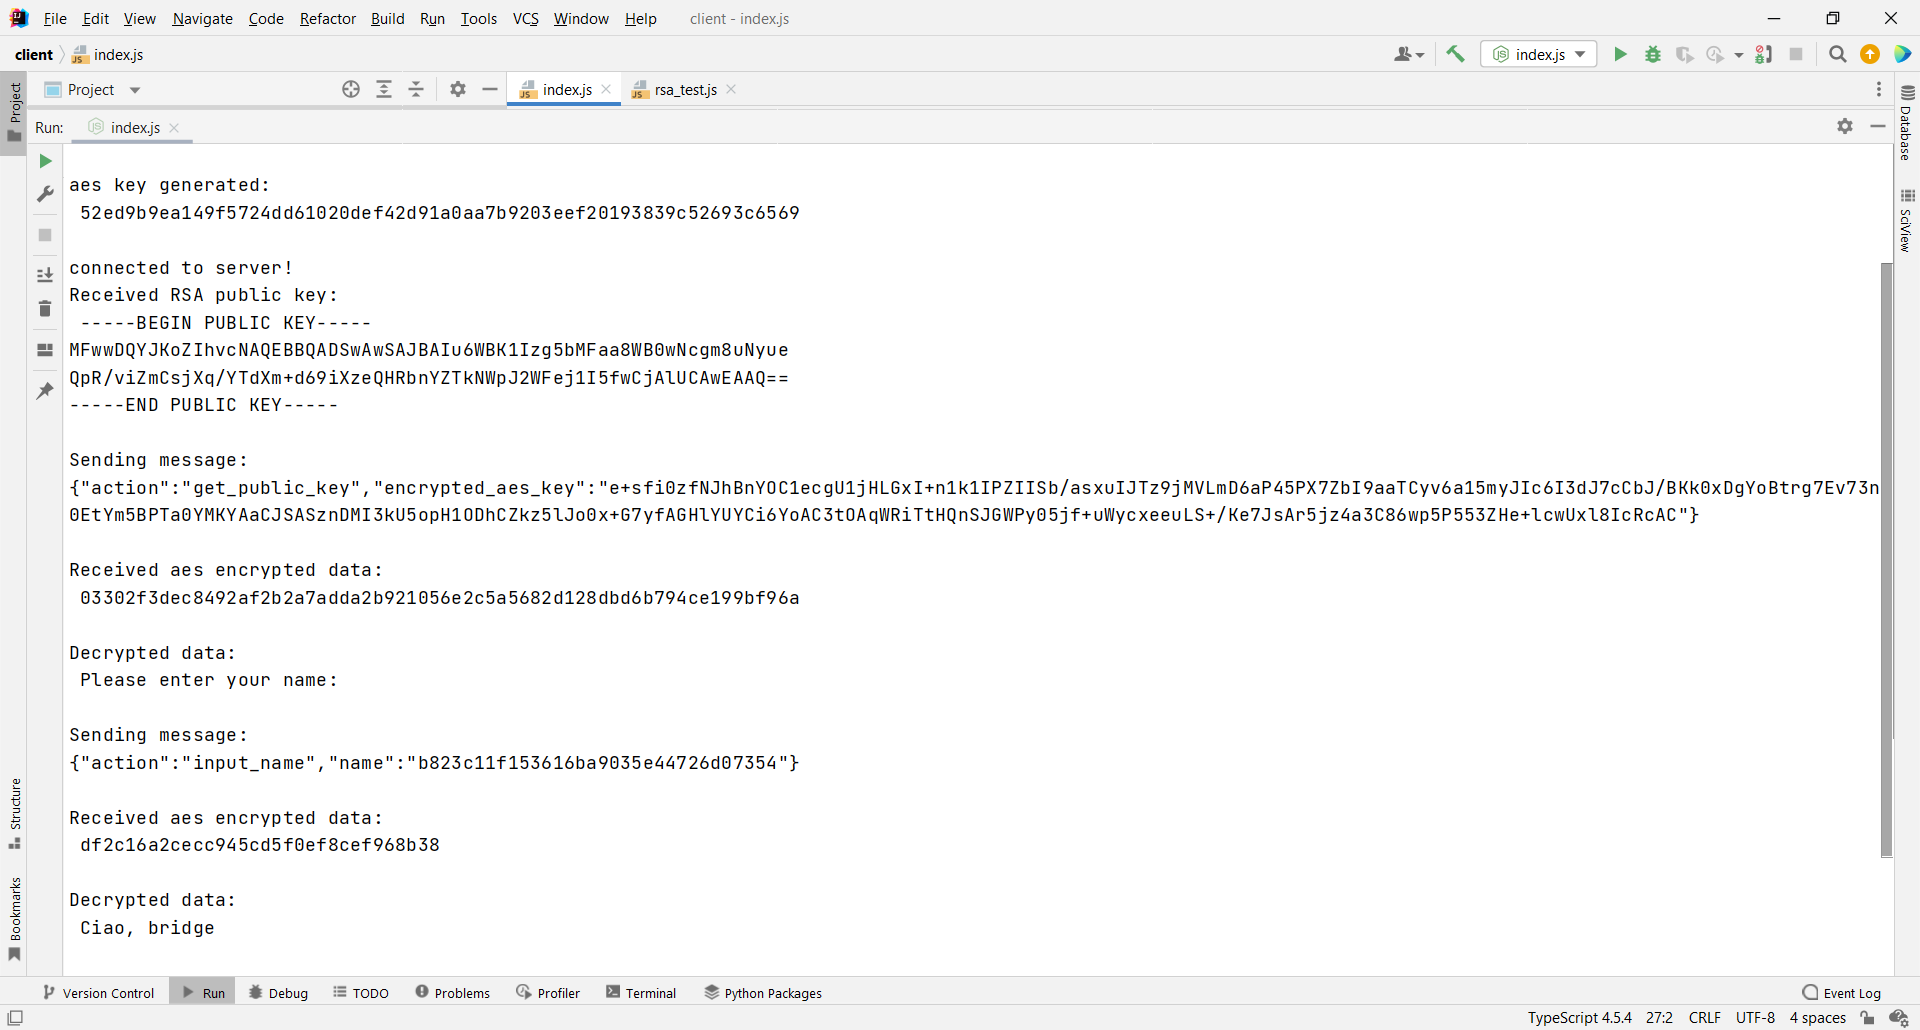 File Edit View Navigate Code Refactor Build Run Tools VCS Window Help client - index.js
client index.js index.js
Project index.js rsa_test.js
Run: index.js
aes key generated:
52ed9b9ea149f5724dd61020def42d91a0aa7b9203eef20193839c52693c6569
connected to server!
Received RSA public key:
-----BEGIN PUBLIC KEY-----
MFwwDQYJKoZIhvcNAQEBBQADSwAwSAJBAIu6WBK1Izg5bMFaa8WB0wNcgm8uNyue
QpR/viZmCsjXq/YTdXm+d69iXzeQHRbnYZTkNWpJ2WFej1I5fwCjAlUCAwEAAQ==
-----END PUBLIC KEY-----
Sending message:
{"action":"get_public_key","encrypted_aes_key":"e+sfi0zfNJhBnYOC1ecgU1jHLGxI+n1k1IPZIISb/asxuIJTz9jMVLmD6aP45PX7ZbI9aaTCyv6a15myJIc6I3dJ7cCbJ/BKk0xDgYoBtrg7Ev73n
0EtYm5BPTa0YMKYAaCJSASznDMI3kU5opH1ODhCZkz5lJo0x+G7yfAGHlYUYCi6YoAC3tOAqWRiTtHQnSJGWPy05jf+uWycxeeuLS+/Ke7JsAr5jz4a3C86wp5P553ZHe+lcwUxl8IcRcAC"}
Received aes encrypted data:
03302f3dec8492af2b2a7adda2b921056e2c5a5682d128dbd6b794ce199bf96a
Decrypted data:
Please enter your name:
Sending message:
{"action":"input_name","name":"b823c11f153616ba9035e44726d07354"}
Received aes encrypted data:
df2c16a2cecc945cd5f0ef8cef968b38
Decrypted data:
Ciao, bridge
Project
Structure
Bookmarks
Database
SciView
Version Control Run Debug TODO Problems Profiler Terminal Python Packages Event Log
TypeScript 4.5.4 27:2 CRLF UTF-8 4 spaces